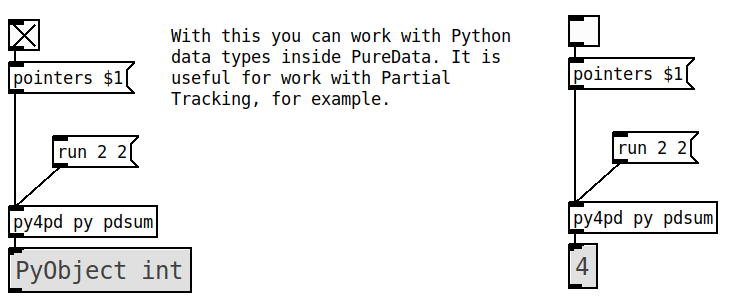 With this you can work with Python
data types inside PureData. It is
useful for work with Partial
Tracking, for example.
pointers $1
run 2 2
py4pd py pdsum
PyObject int
pointers $1
run 2 2
py4pd py pdsum
4